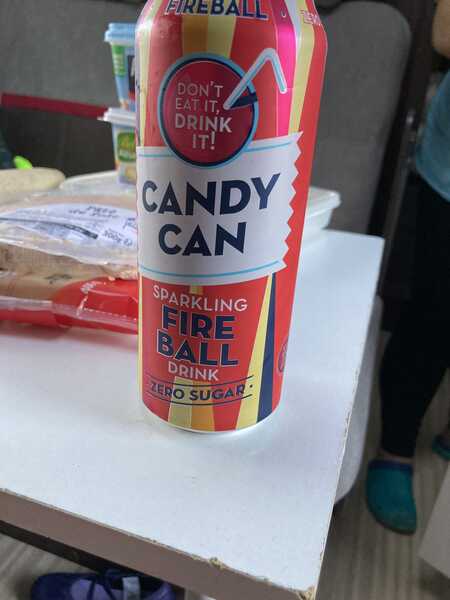 FIREBALL
DON'T
EAT IT,
DRINK
IT!
CANDY
CAN
SPARKLING
FIRE
BALL
DRINK
ZERO SUGAR